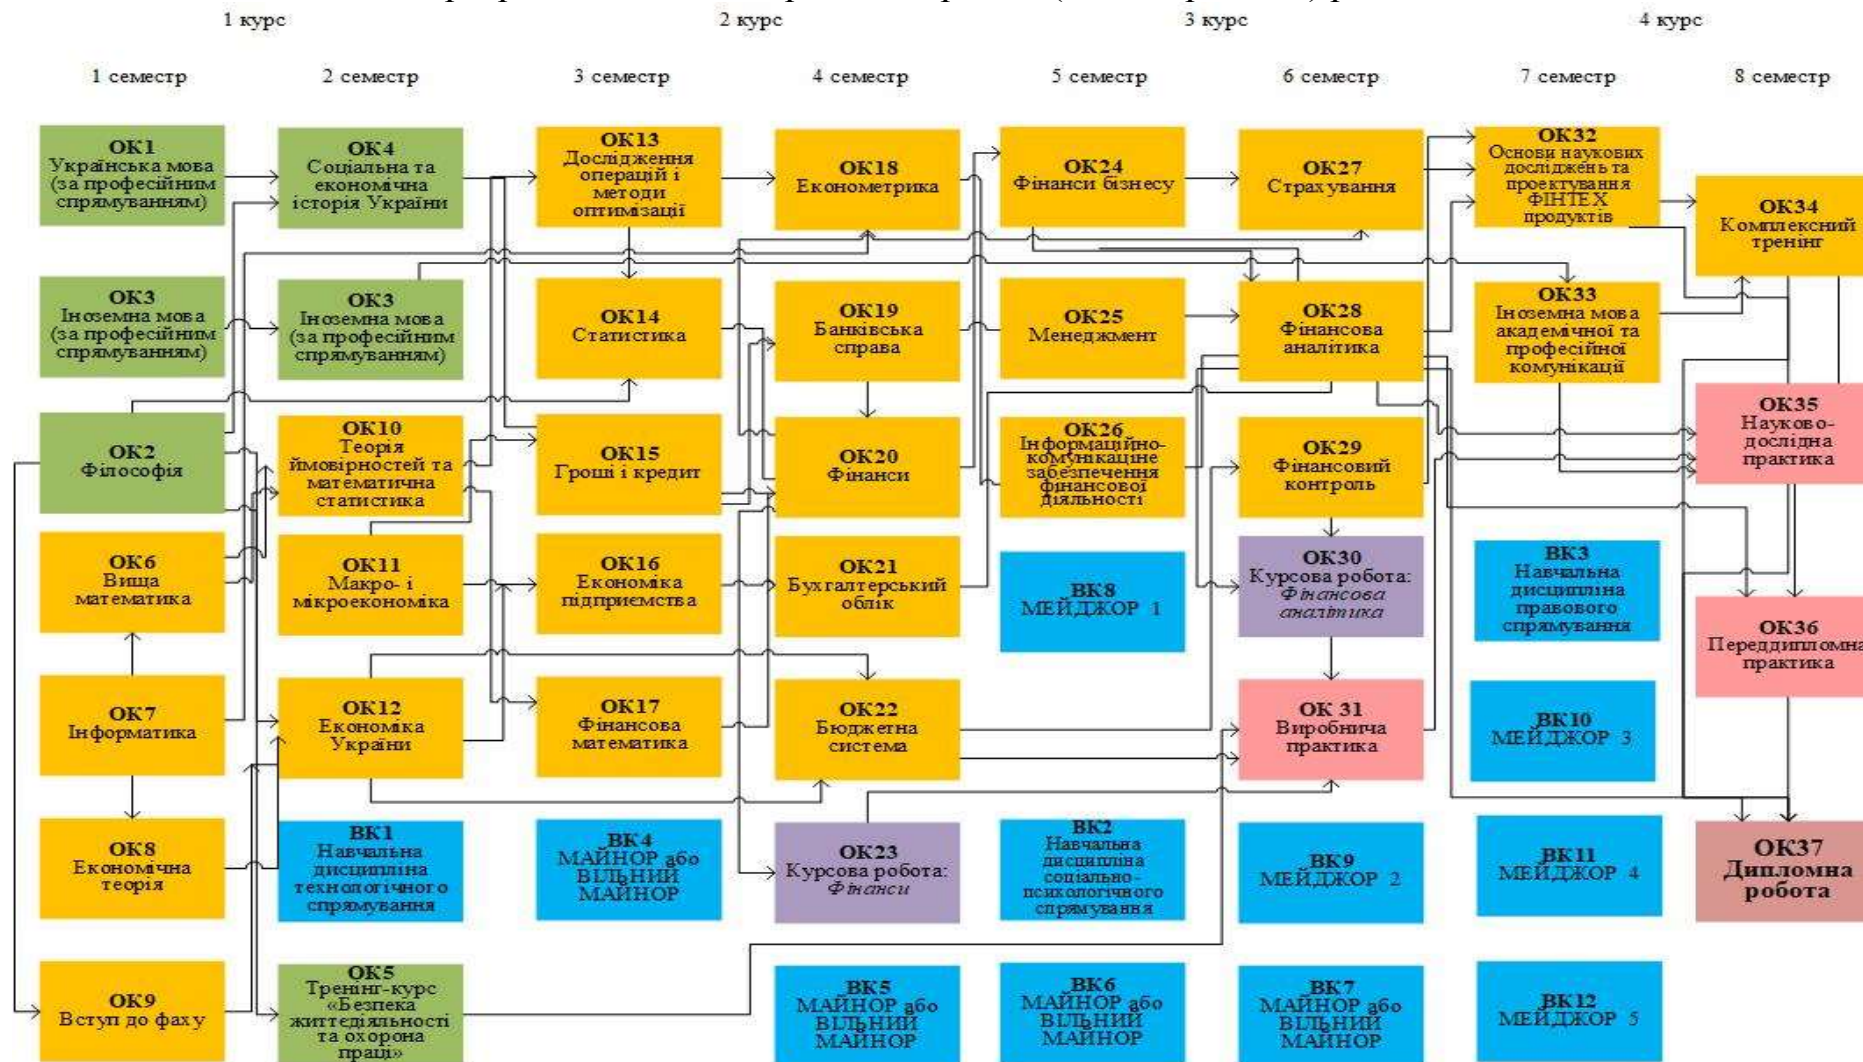 1 курс
2 курс
3 курс
4 курс
1 семестр
2 семестр
3 семестр
4 семестр
5 семестр
6 семестр
7 семестр
8 семестр
ОК1
Українська мова
(за професійним
спрямуванням)
ОК3
Іноземна мова
(за професійним
спрямуванням)
ОК2
Філософія
ОК6
Вища
математика
ОК7
Інформатика
ОК8
Економічна
теорія
ОК9
Вступ до фаху
ОК4
Соціальна та
економічна
історія України
ОК3
Іноземна мова
(за професійним
спрямуванням)
ОК10
Теорія
ймовірностей та
математична
статистика
ОК11
Макро- і
мікроекономіка
ОК12
Економіка
України
ВК1
Навчальна
дисципліна
технологічного
спрямування
ОК5
Тренінг-курс
«Безпека
життєдіяльності
та охорона
праці»
ОК13
Дослідження
операцій і
методи
оптимізації
ОК14
Статистика
ОК15
Гроші і кредит
ОК16
Економіка
підприємства
ОК17
Фінансова
математика
ВК4
МАЙНОР або
ВІЛЬНИЙ
МАЙНОР
ОК18
Економетрика
ОК19
Банківська
справа
ОК20
Фінанси
ОК21
Бухгалтерський
облік
ОК22
Бюджетна
система
ОК23
Курсова робота:
Фінанси
ВК5
МАЙНОР або
ВІЛЬНИЙ
МАЙНОР
ОК24
Фінанси бізнесу
ОК25
Менеджмент
ОК26
Інформаційно-
комунікаціне
забезпечення
фінансової
діяльності
ВК8
МЕЙДЖОР 1
ВК2
Навчальна
дисципліна
соціально-
психологічного
спрямування
ВК6
МАЙНОР або
ВІЛЬНИЙ
МАЙНОР
ОК27
Страхування
ОК28
Фінансова
аналітика
ОК29
Фінансовий
контроль
ОК30
Курсова робота:
Фінансова
аналітика
ОК 31
Виробнича
практика
ВК9
МЕЙДЖОР 2
ВК7
МАЙНОР або
ВІЛЬНИЙ
МАЙНОР
ОК32
Основи наукових
досліджень та
проектування
ФІНТЕХ
продуктів
ОК33
Іноземна мова
академічної та
професійної
комунікації
ВК3
Навчальна
дисципліна
правового
спрямування
ВК10
МЕЙДЖОР 3
ВК11
МЕЙДЖОР 4
ВК12
МЕЙДЖОР 5
ОК34
Комплексний
тренінг
ОК35
Науково-
дослідна
практика
ОК36
Переддипломна
практика
ОК37
Дипломна
робота